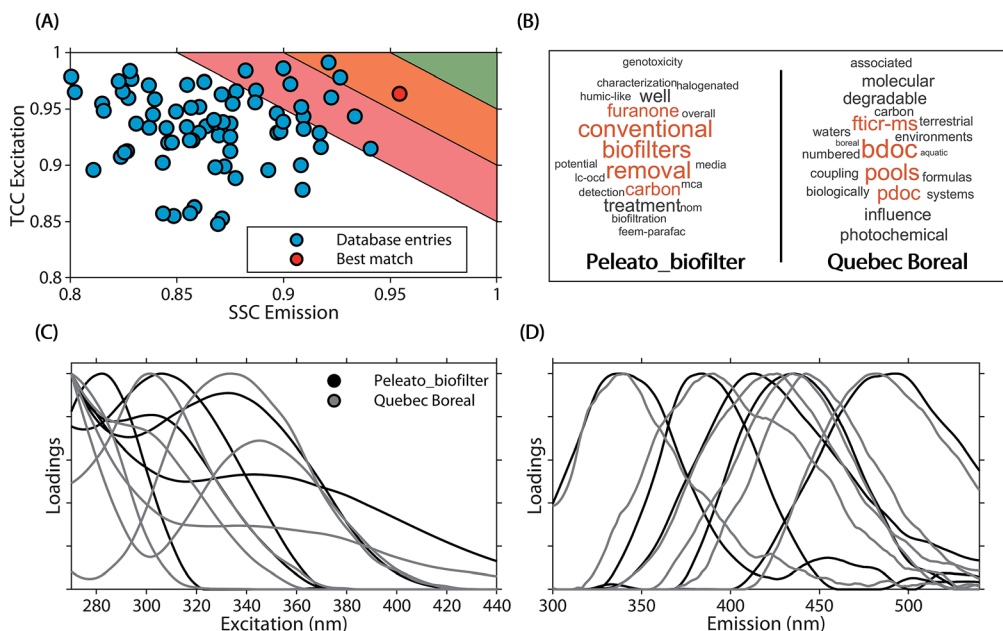 (A)
1
0.95
0.9
0.85
0.8
TCC Excitation
Database entries
Best match
0.8
0.85
0.9
0.95
1
SSC Emission
(B)
genotoxicity
characterization halogenated
humic-like well
furanone overall
conventional
biofilters
potential removal media
lc-ocd
detection carbon mca
treatment nom
biofiltration
feem-parafac
Peleato_biofilter
associated
molecular
degradable
carbon
fticr-ms terrestrial
waters environments
boreal
numbered bdoc aquatic
coupling pools formulas
biologically pdoc systems
influence
photochemical
Quebec Boreal
(C)
Peleato_biofilter
Quebec Boreal
Loadings
280 300 320 340 360 380 400 420 440
Excitation (nm)
(D)
Loadings
300 350 400 450 500
Emission (nm)